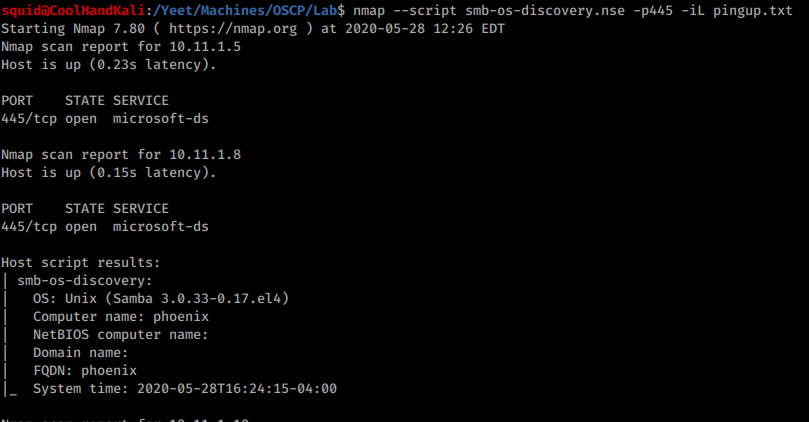 squid@CoolHandKali:/Yeet/Machines/OSCP/Lab$ nmap --script smb-os-discovery.nse -p445 -iL pingup.txt
Starting Nmap 7.80 ( https://nmap.org ) at 2020-05-28 12:26 EDT
Nmap scan report for 10.11.1.5
Host is up (0.23s latency).
PORT    STATE SERVICE
445/tcp open  microsoft-ds
Nmap scan report for 10.11.1.8
Host is up (0.15s latency).
PORT    STATE SERVICE
445/tcp open  microsoft-ds
Host script results:
| smb-os-discovery:
|   OS: Unix (Samba 3.0.33-0.17.el4)
|   Computer name: phoenix
|   NetBIOS computer name:
|   Domain name:
|   FQDN: phoenix
|_  System time: 2020-05-28T16:24:15-04:00
Nmap scan report for